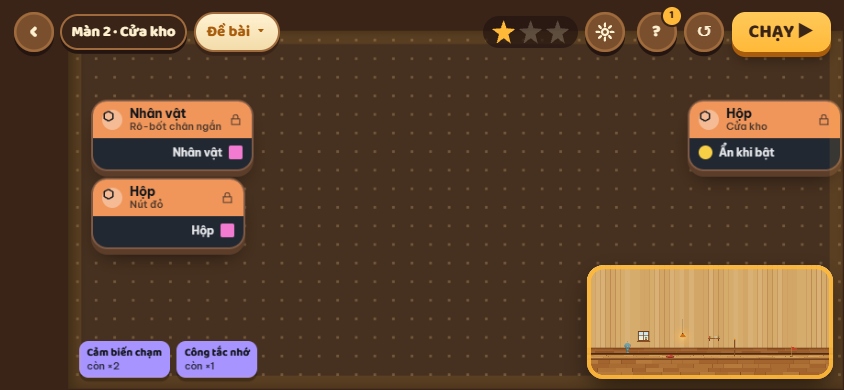 Màn 2 · Cửa kho
Đề bài
?
1
CHẠY
Nhân vật
Rô-bốt chân ngắn
Nhân vật
Hộp
Nút đỏ
Hộp
Hộp
Cửa kho
Ẩn khi bật
Cảm biến chạm
còn ×2
Công tắc nhớ
còn ×1